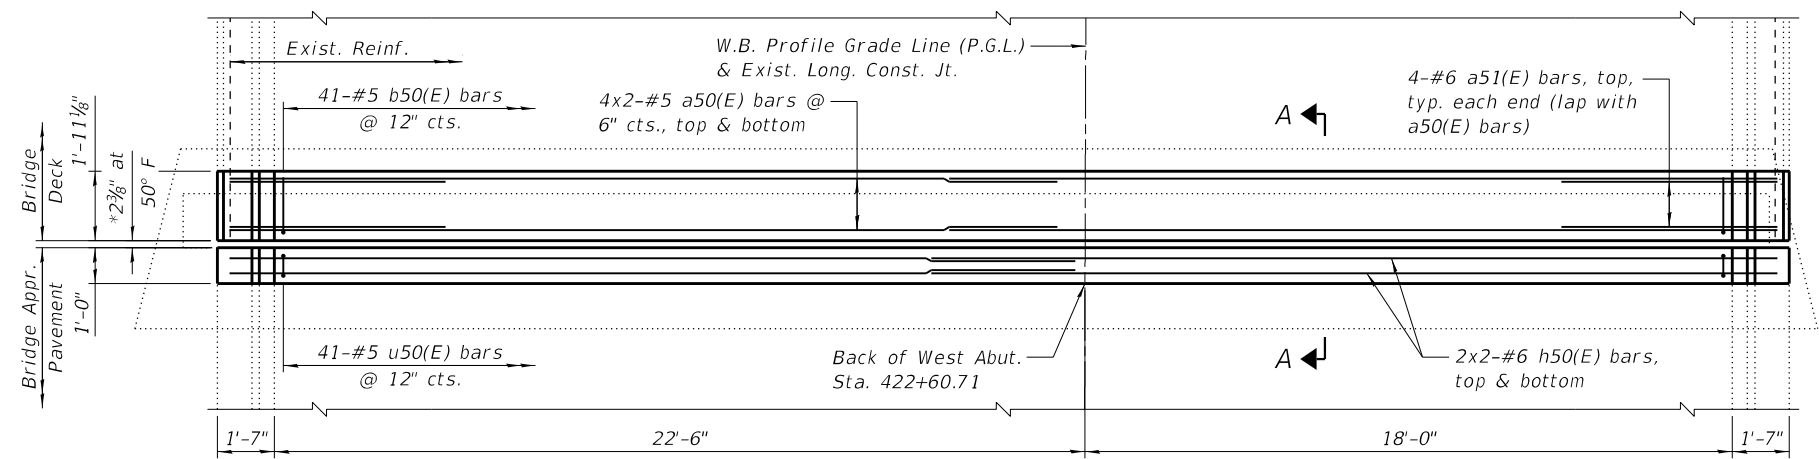 Exist. Reinf.
W.B. Profile Grade Line (P.G.L.)
& Exist. Long. Const. Jt.
41-#5 b50(E) bars
@ 12" cts.
4x2-#5 a50(E) bars @
6" cts., top & bottom
A
4-#6 a51(E) bars, top,
typ. each end (lap with
a50(E) bars)
Bridge
Deck
1'-11⅛"
*2⅜" at
50° F
Bridge Appr.
Pavement
1'-0"
41-#5 u50(E) bars
@ 12" cts.
Back of West Abut.
Sta. 422+60.71
A
2x2-#6 h50(E) bars,
top & bottom
1'-7"
22'-6"
18'-0"
1'-7"